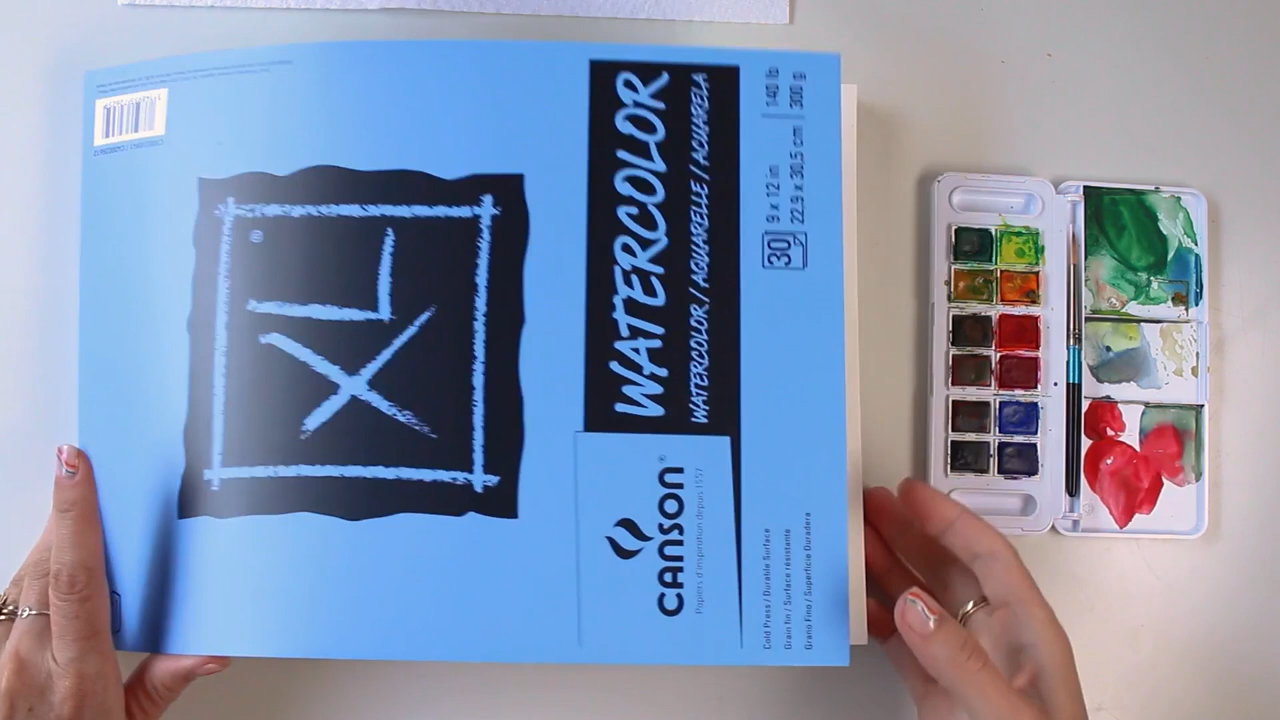 XL
®
WATERCOLOR
WATERCOLOR / AQUARELLE / ACUARELA
30
9 x 12 in
140 lb
22,9 x 30,5 cm
300 g
CANSON®
Papiers d'inspiration depuis 1557
Cold Press / Durable Surface
Grain fin / Surface résistante
Grano Fino / Superficie Duradera